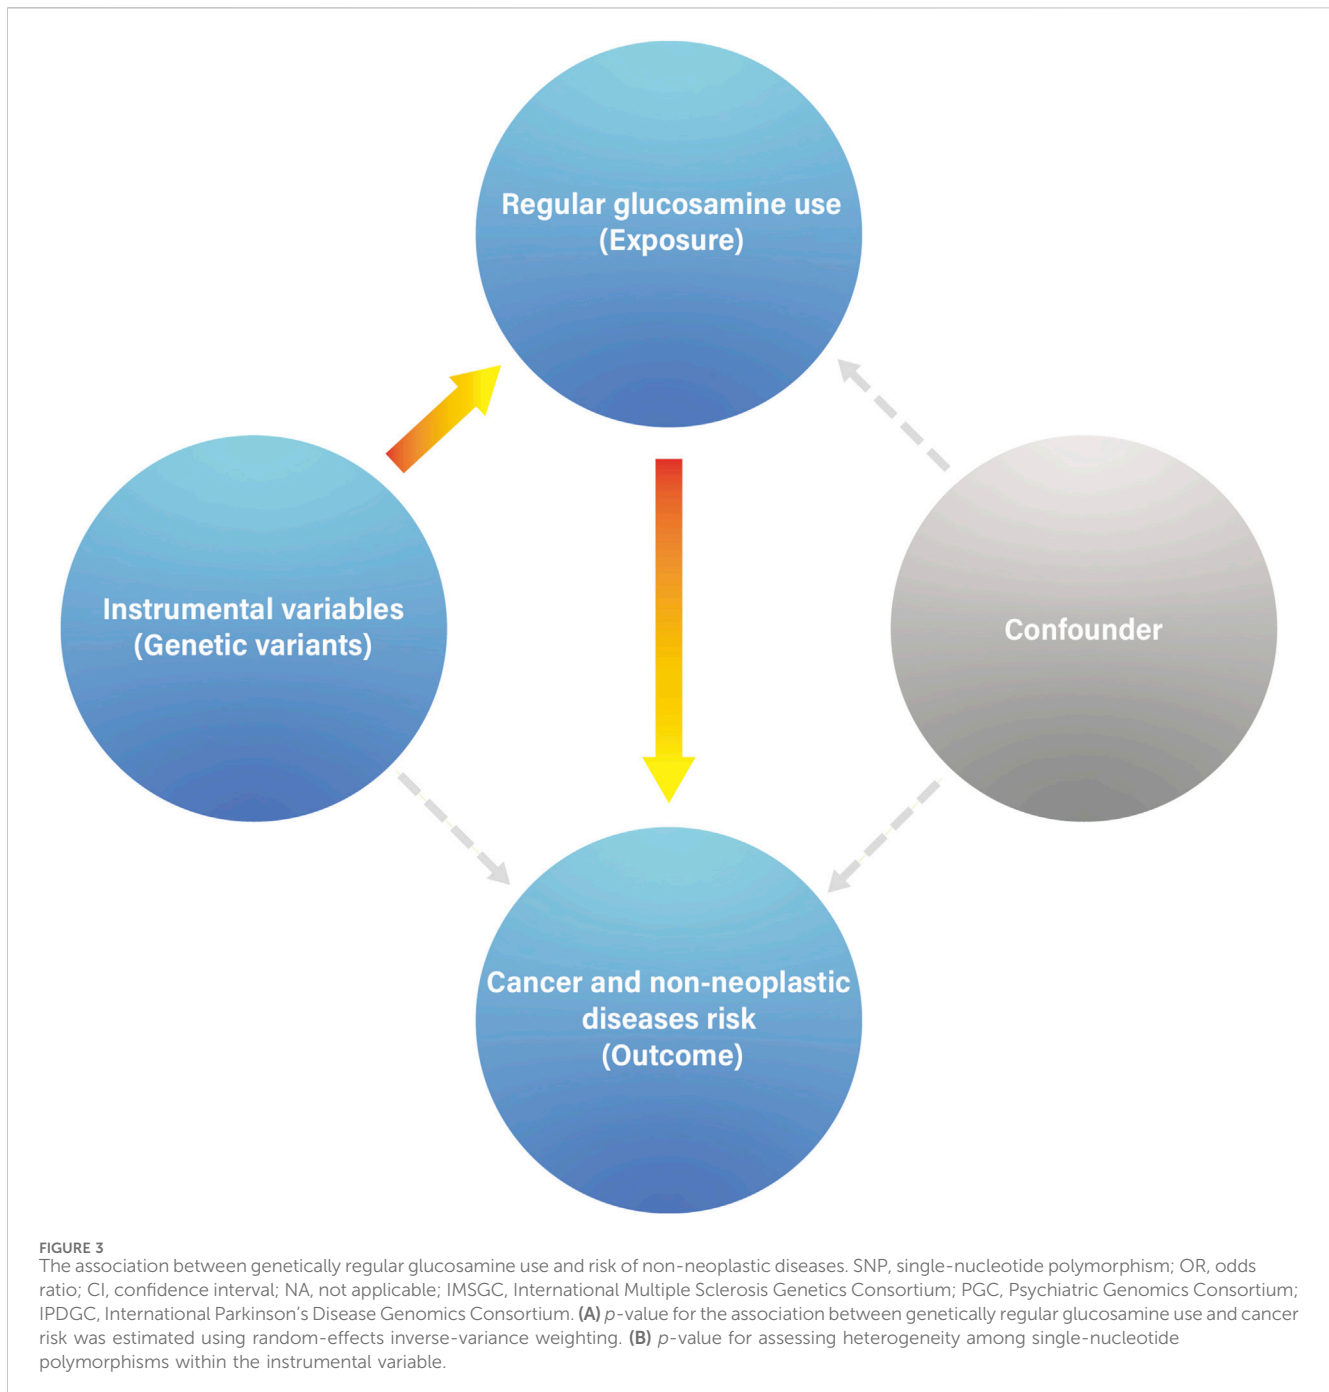 Regular glucosamine use
(Exposure)
Instrumental variables
(Genetic variants)
Confounder
Cancer and non-neoplastic
diseases risk
(Outcome)
FIGURE 3
The association between genetically regular glucosamine use and risk of non-neoplastic diseases. SNP, single-nucleotide polymorphism; OR, odds
ratio; CI, confidence interval; NA, not applicable; IMSGC, International Multiple Sclerosis Genetics Consortium; PGC, Psychiatric Genomics Consortium;
IPDGC, International Parkinson's Disease Genomics Consortium. (A) p-value for the association between genetically regular glucosamine use and cancer
risk was estimated using random-effects inverse-variance weighting. (B) p-value for assessing heterogeneity among single-nucleotide
polymorphisms within the instrumental variable.